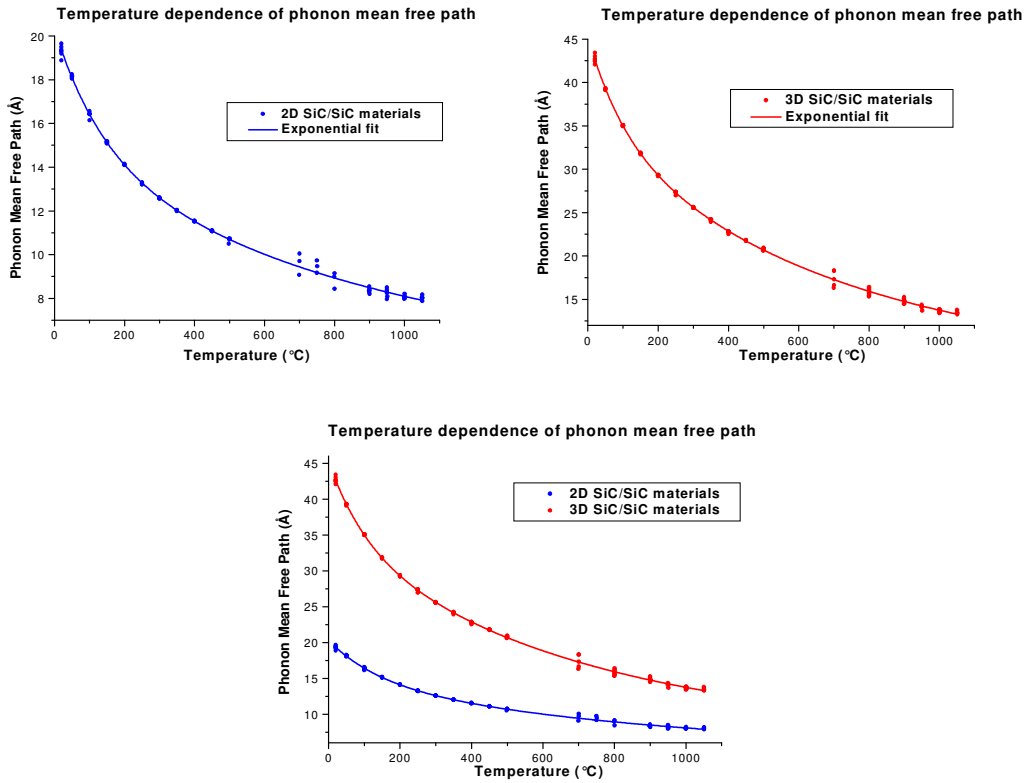 Temperature dependence of phonon mean free path
20
18
16
14
12
10
8
0 200 400 600 800 1000
Phonon Mean Free Path (Å)
Temperature (°C)
2D SiC/SiC materials
Exponential fit
Temperature dependence of phonon mean free path
45
40
35
30
25
20
15
0 200 400 600 800 1000
Phonon Mean Free Path (Å)
Temperature (°C)
3D SiC/SiC materials
Exponential fit
Temperature dependence of phonon mean free path
45
40
35
30
25
20
15
10
0 200 400 600 800 1000
Phonon Mean Free Path (Å)
Temperature (°C)
2D SiC/SiC materials
3D SiC/SiC materials